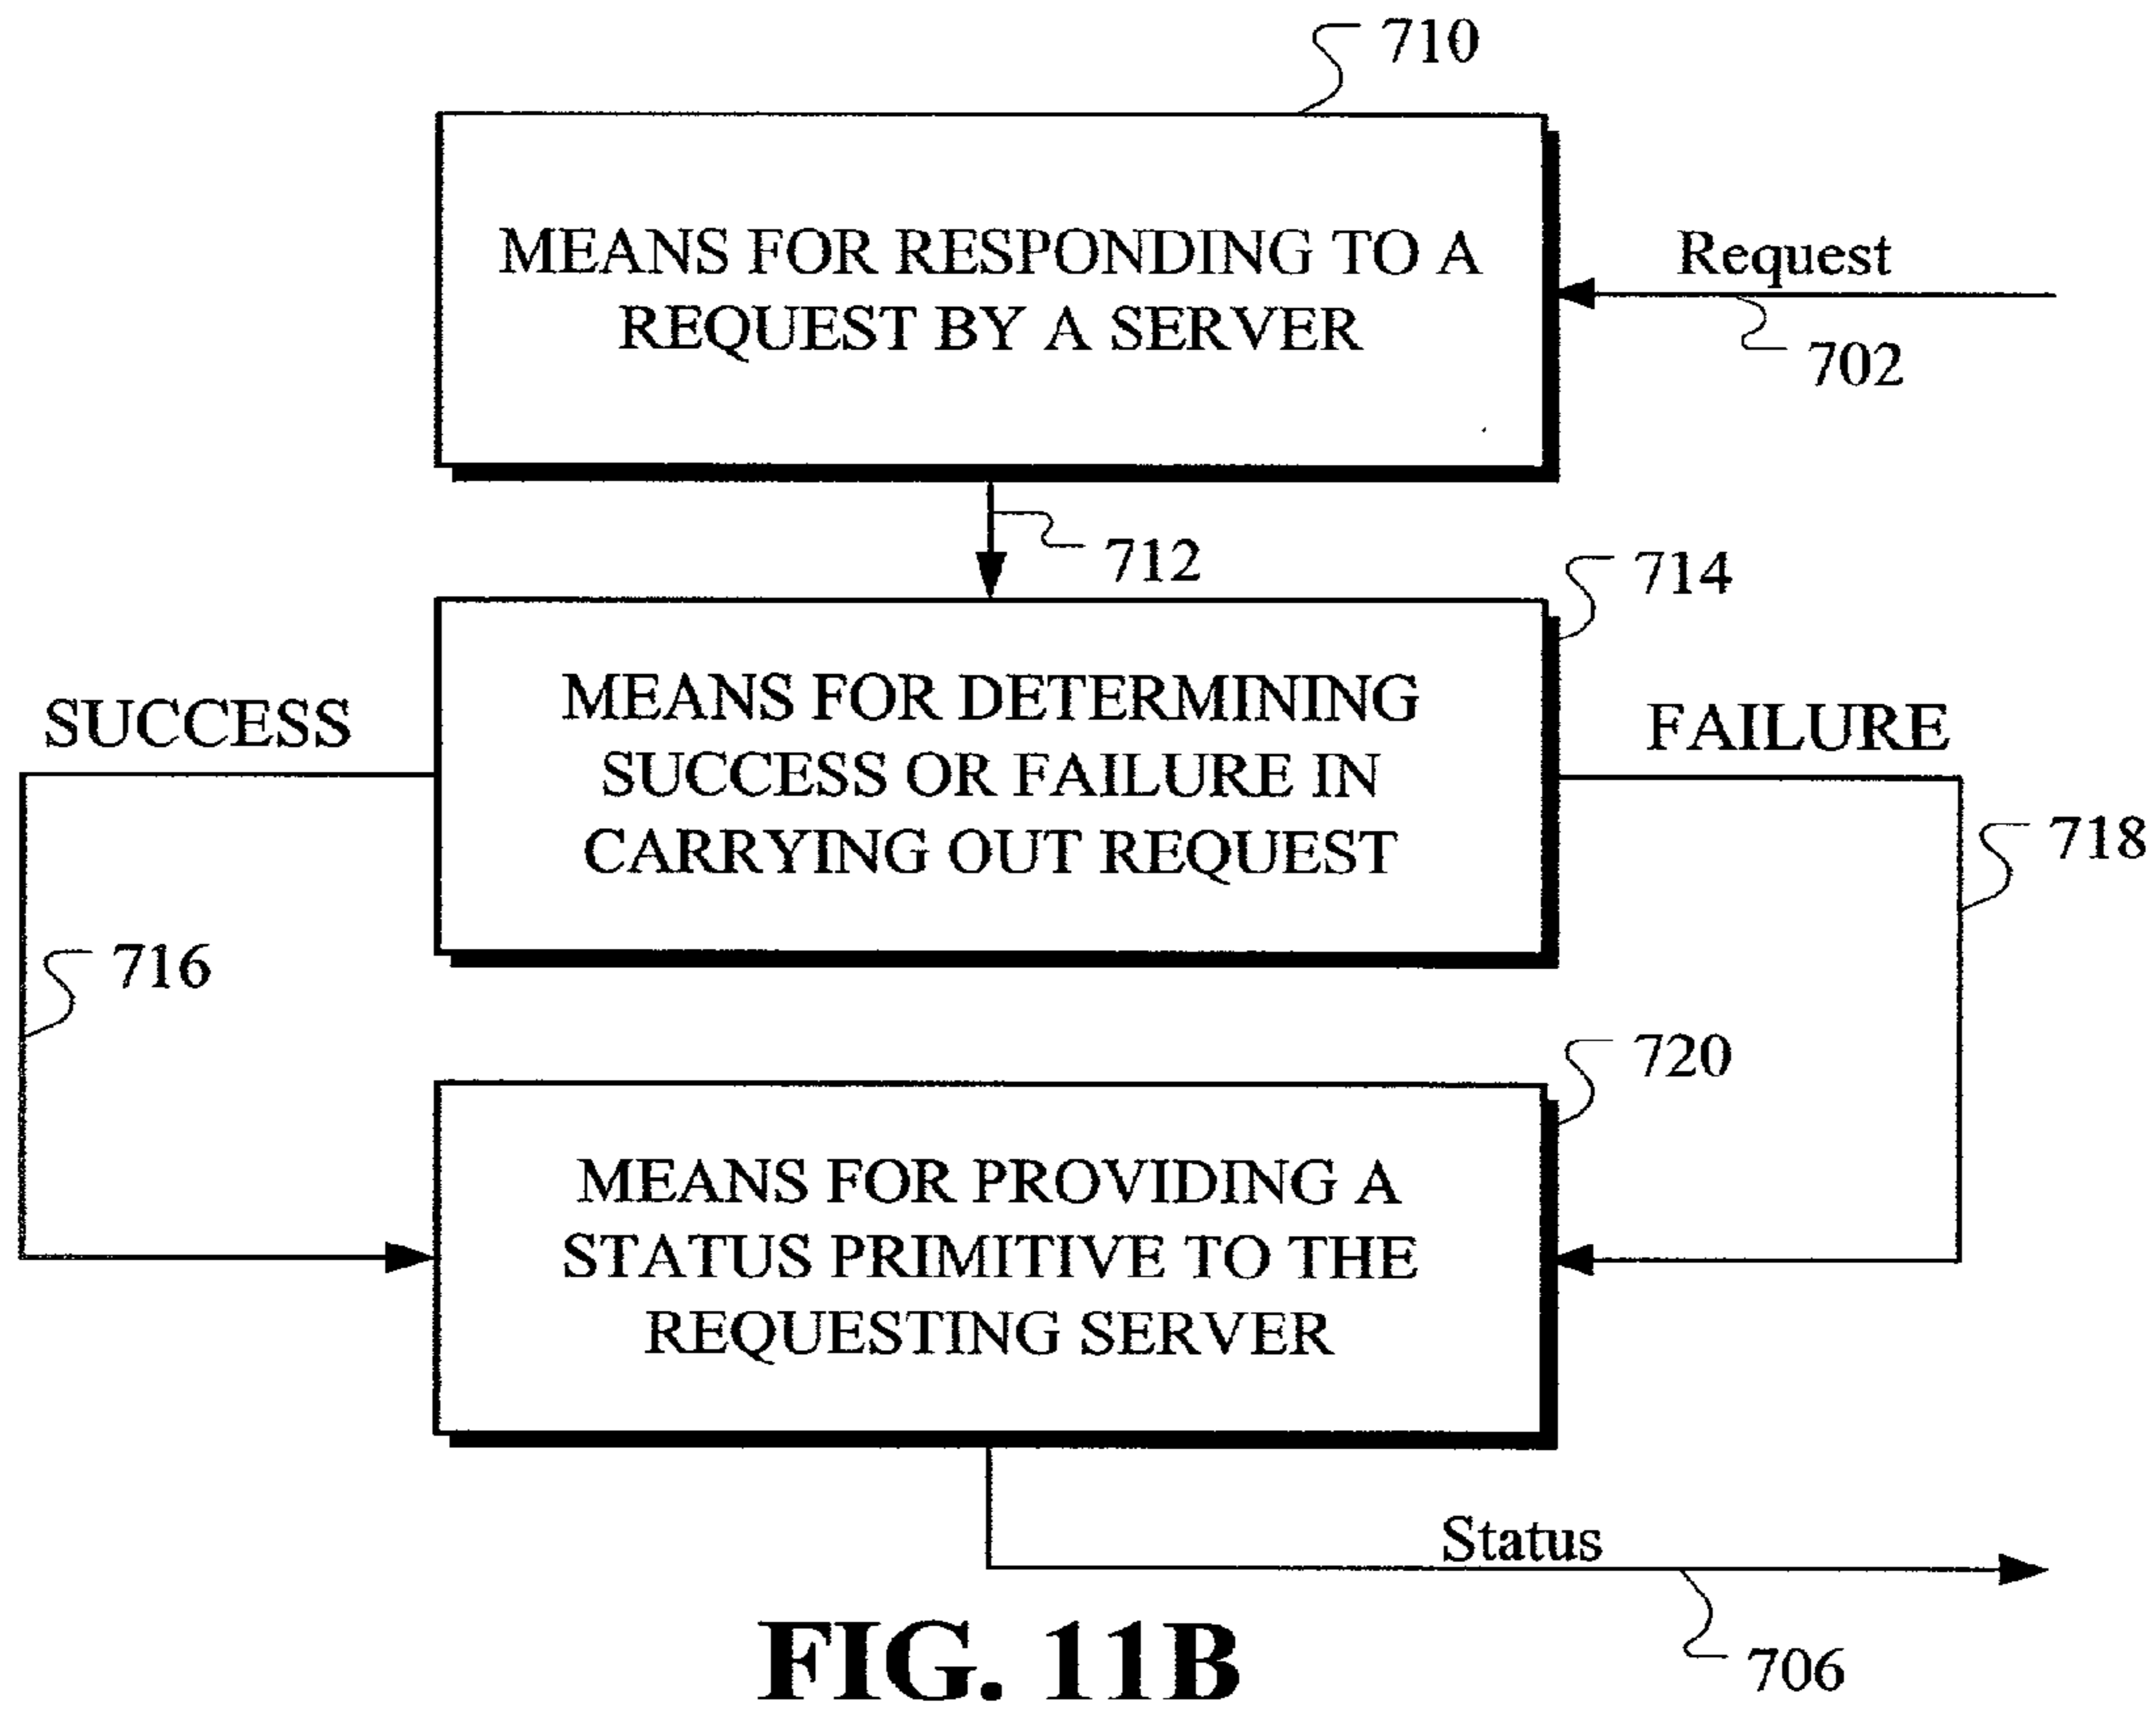 710
MEANS FOR RESPONDING TO A
REQUEST BY A SERVER
Request
702
712
714
SUCCESS
MEANS FOR DETERMINING
SUCCESS OR FAILURE IN
CARRYING OUT REQUEST
FAILURE
718
716
720
MEANS FOR PROVIDING A
STATUS PRIMITIVE TO THE
REQUESTING SERVER
Status
706
FIG. 11B